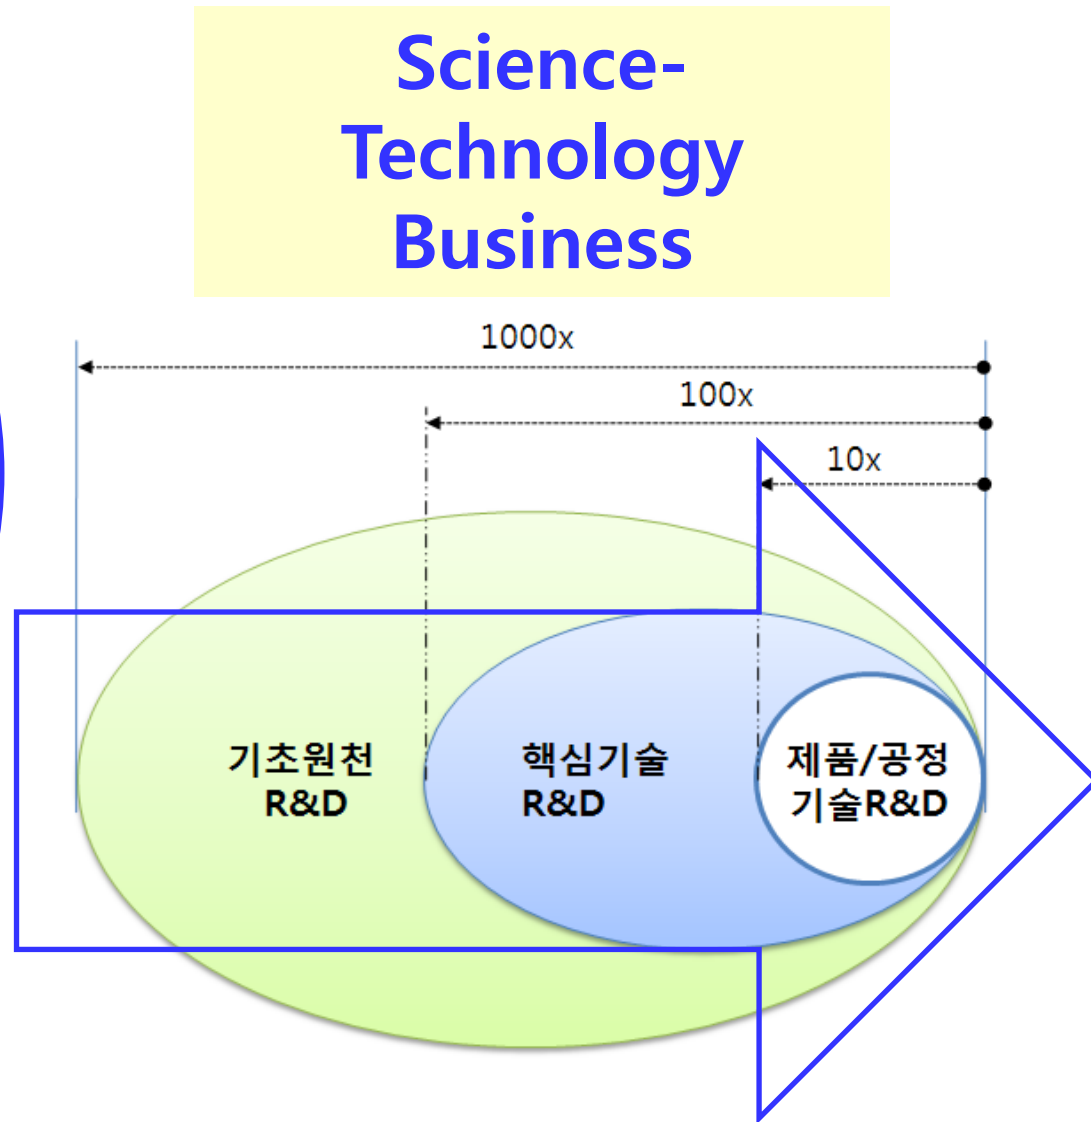 Science-
Technology
Business
1000x
100x
10x
기초원천
R&D
핵심기술
R&D
제품/공정
기술R&D